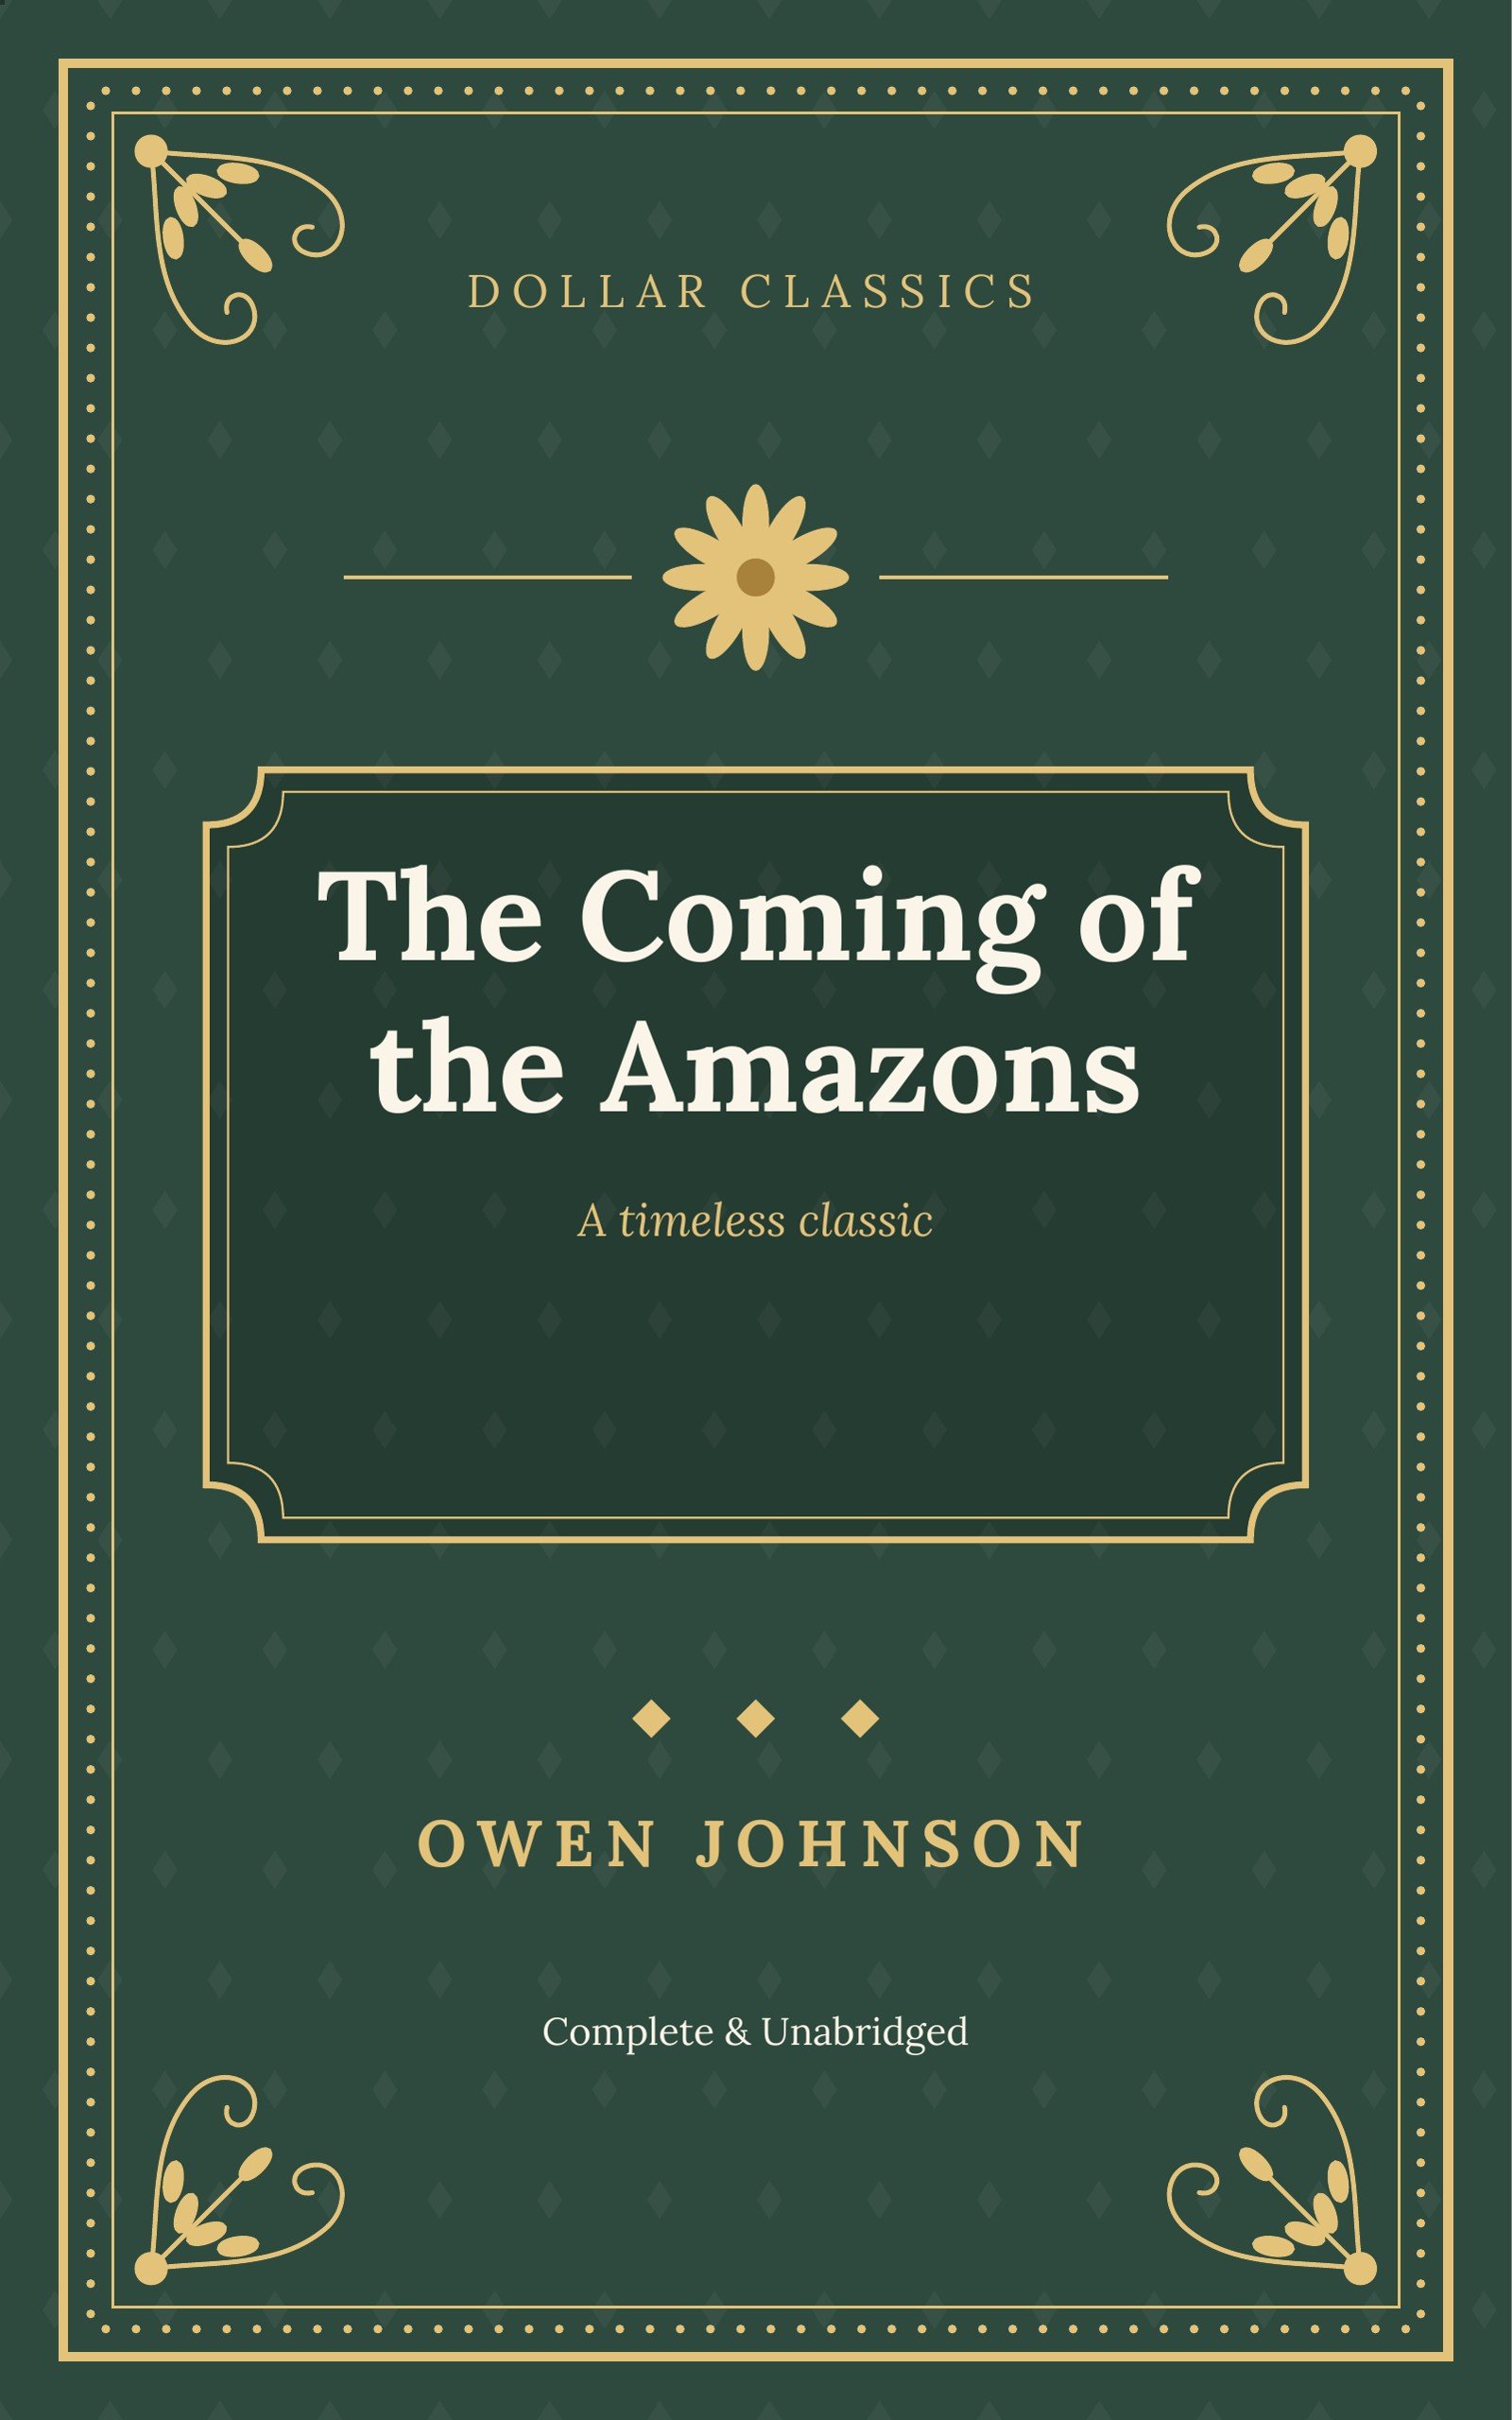 DOLLAR CLASSICS
The Coming of
the Amazons
A timeless classic
OWEN JOHNSON
Complete & Unabridged